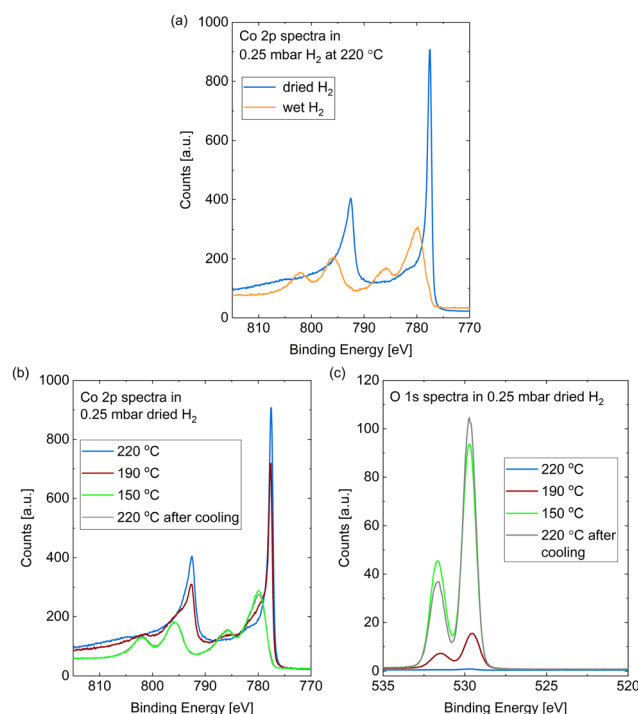 (a)
Co 2p spectra in
0.25 mbar H₂ at 220 °C
dried H₂
wet H₂
Counts [a.u.]
1000
800
600
400
200
0
810 800 790 780 770
Binding Energy [eV]
(b)
Co 2p spectra in
0.25 mbar dried H₂
220 °C
190 °C
150 °C
220 °C after cooling
Counts [a.u.]
1000
800
600
400
200
0
810 800 790 780 770
Binding Energy [eV]
(c)
O 1s spectra in 0.25 mbar dried H₂
220 °C
190 °C
150 °C
220 °C after
cooling
Counts [a.u.]
120
100
80
60
40
20
0
535 530 525 520
Binding Energy [eV]